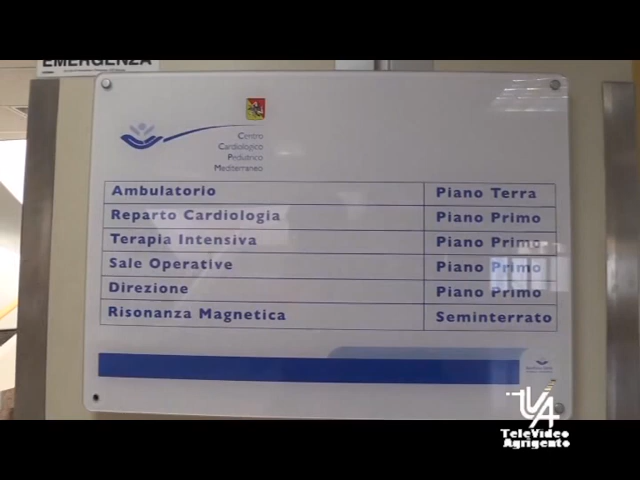 EMERGENZA
Centro
Cardiologico
Pediatrico
Mediterraneo
Ambulatorio Piano Terra
Reparto Cardiologia Piano Primo
Terapia Intensiva Piano Primo
Sale Operative Piano Primo
Direzione Piano Primo
Risonanza Magnetica Seminterrato
TVA
TeleVideo
Agrigento